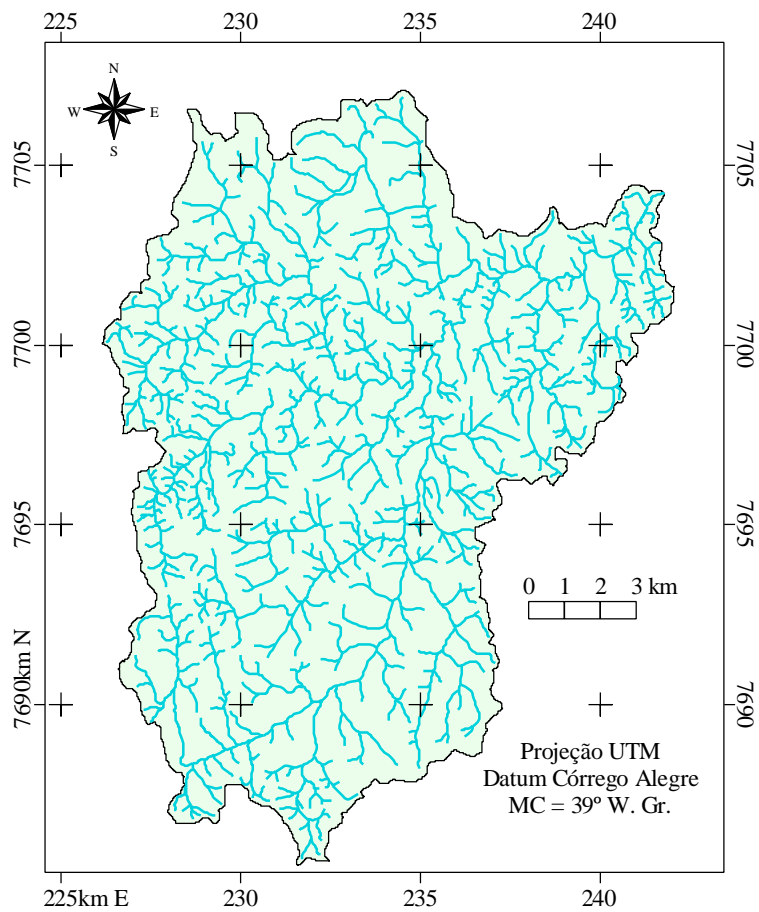 225 230 235 240
N
W E
S
7705 7705
7700 7700
7695 7695
0 1 2 3 km
7690km N 7690
Projeção UTM
Datum Córrego Alegre
MC = 39º W. Gr.
225km E 230 235 240